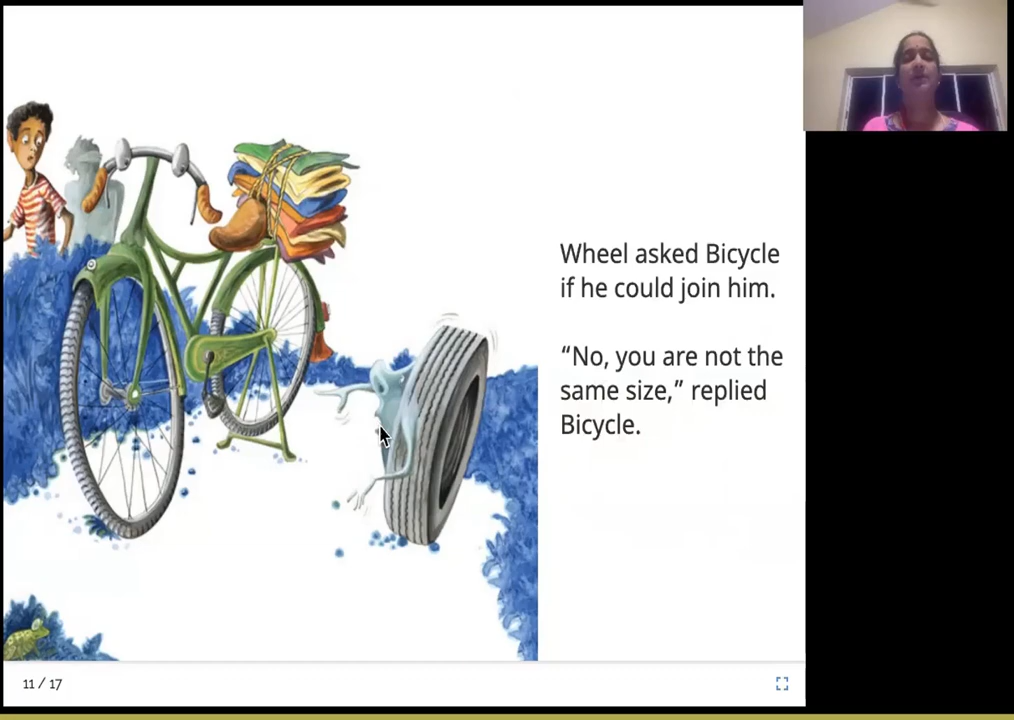 Wheel asked Bicycle
if he could join him.
“No, you are not the
same size,” replied
Bicycle.
11 / 17